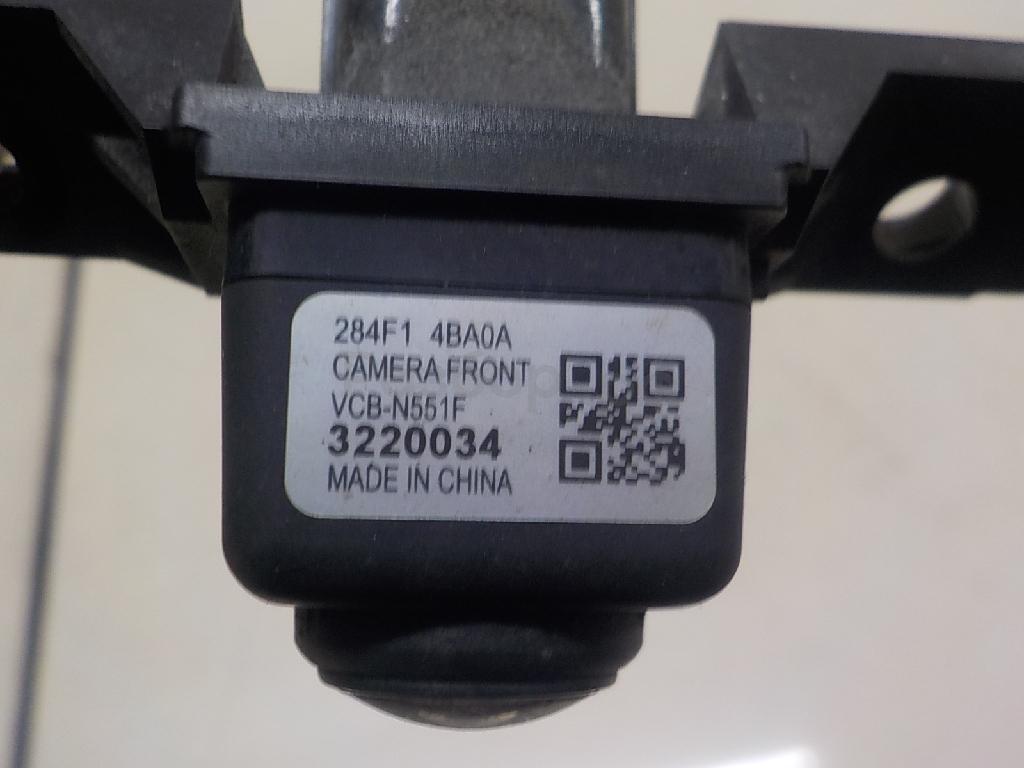 284F1 4BA0A
CAMERA FRONT
VCB-N551F
3220034
MADE IN CHINA